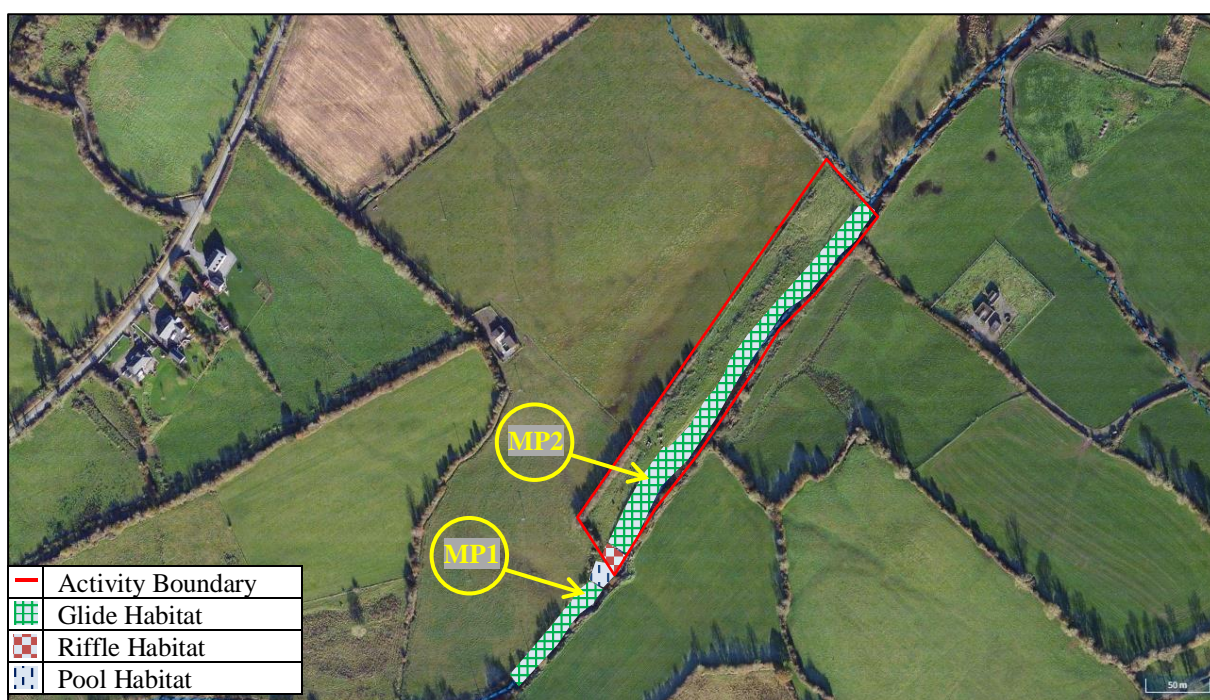 MP2
MP1
Activity Boundary
Glide Habitat
Riffle Habitat
Pool Habitat
50 m